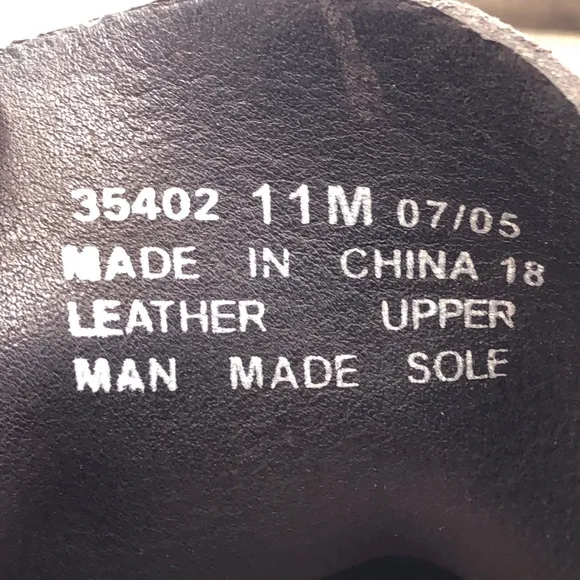 35402 11M 07/05
MADE IN CHINA 18
LEATHER UPPER
MAN MADE SOLE